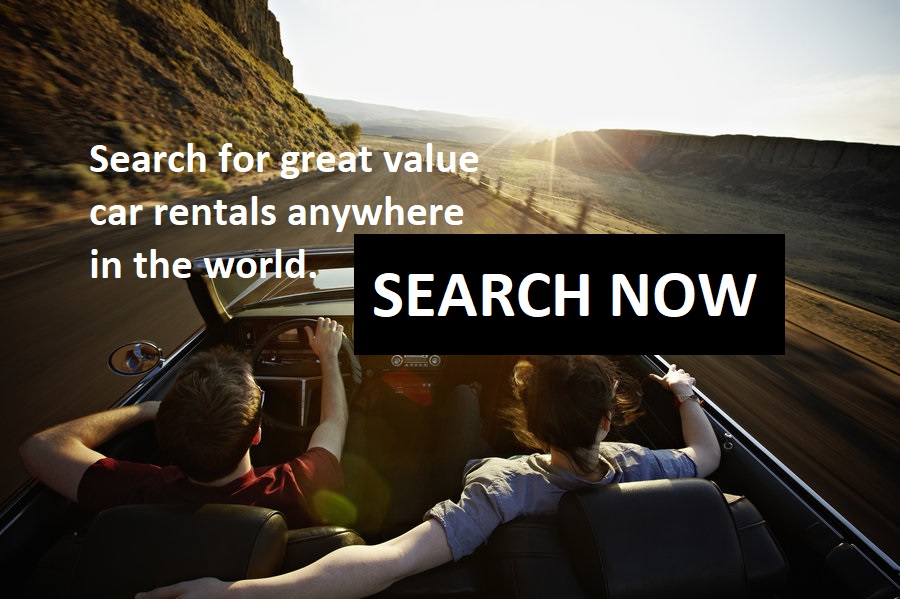 Search for great value
car rentals anywhere
in the world.
SEARCH NOW